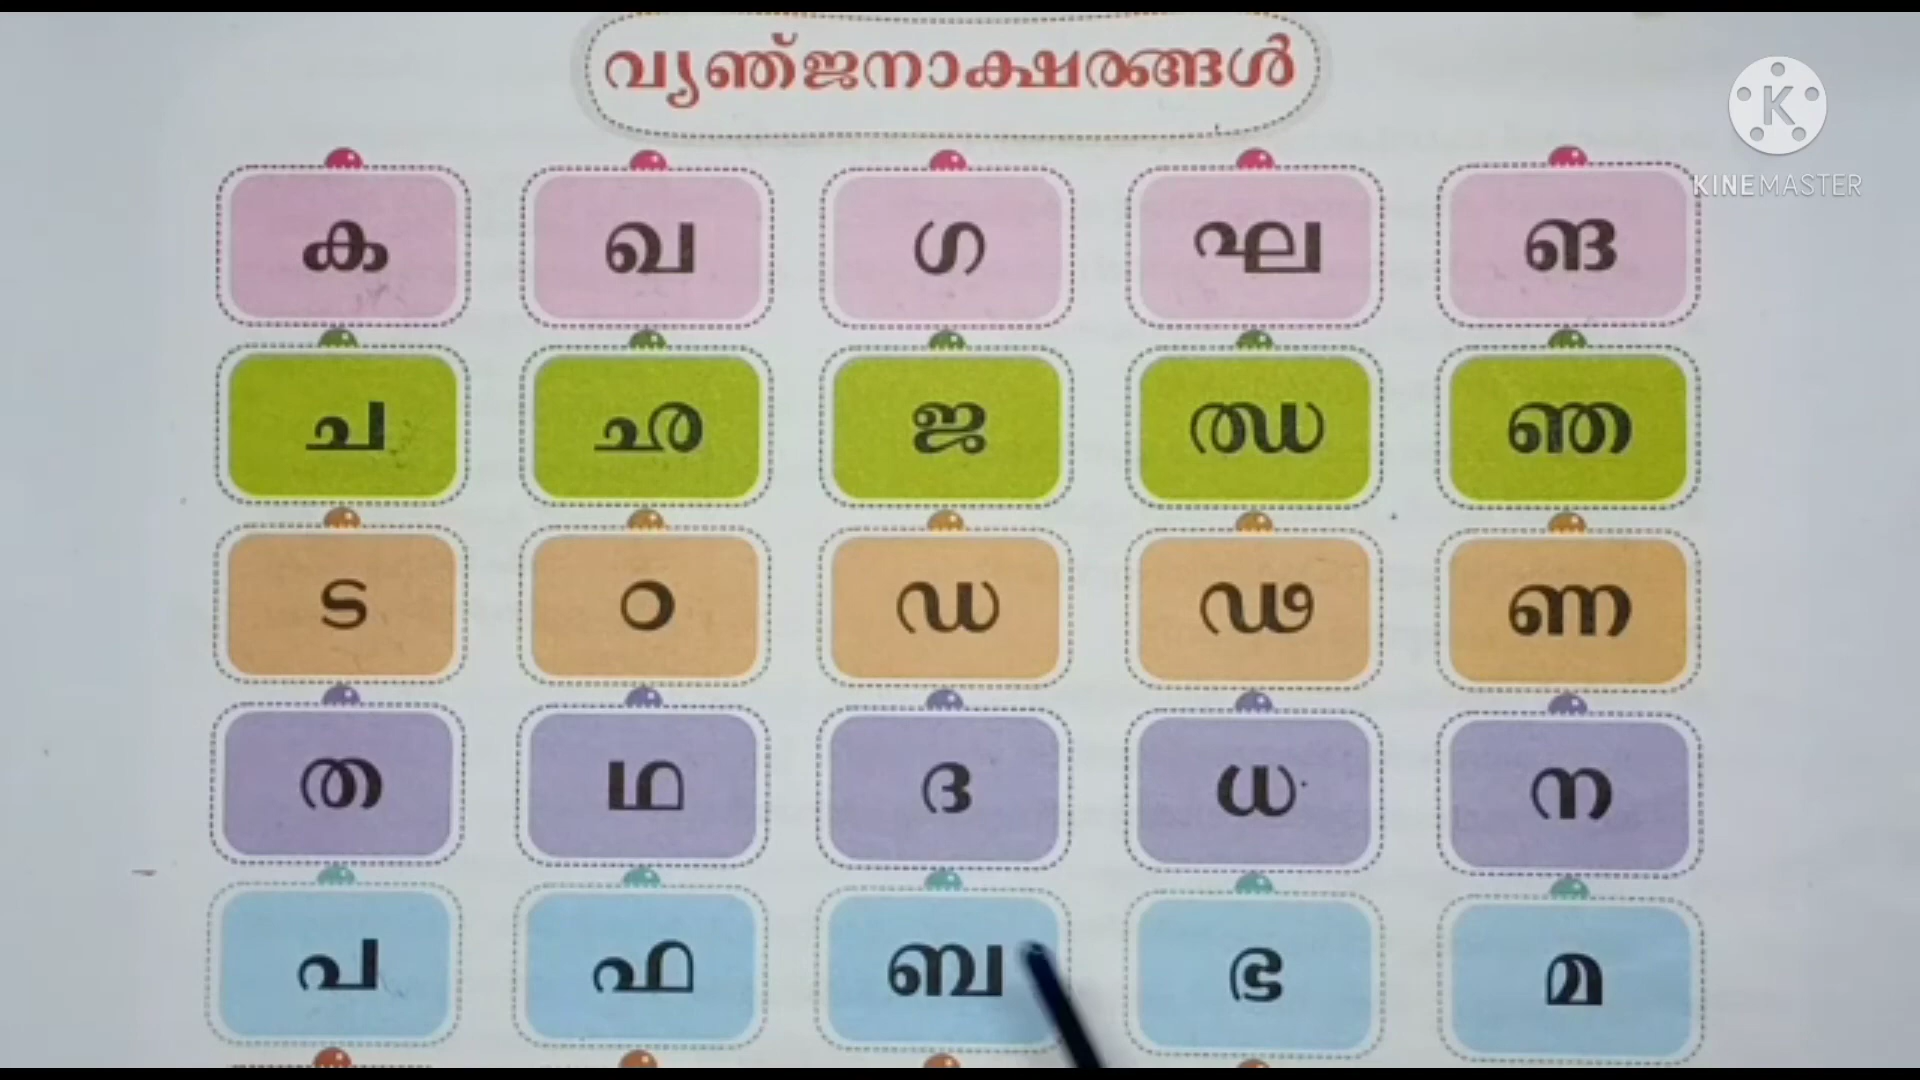 വ്യഞ്ജനാക്ഷരങ്ങൾ
K
KINEMASTER
ക ഖ ഗ ഘ ങ
ച ഛ ജ ഝ ഞ
ട ഠ ഡ ഢ ണ
ത ഥ ദ ധ ന
പ ഫ ബ ഭ മ